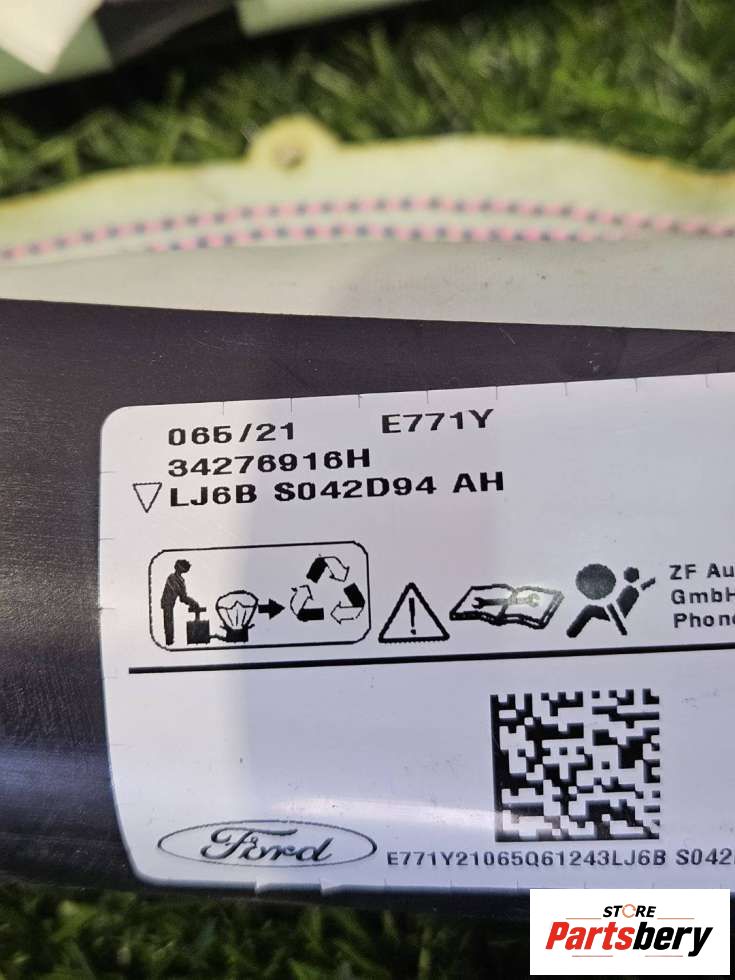 065/21 E771Y
34276916H
LJ6B S042D94 AH
ZF Au
GmbH
Phone
Ford
E771Y21065Q61243LJ6B S042
STORE
Partsbery